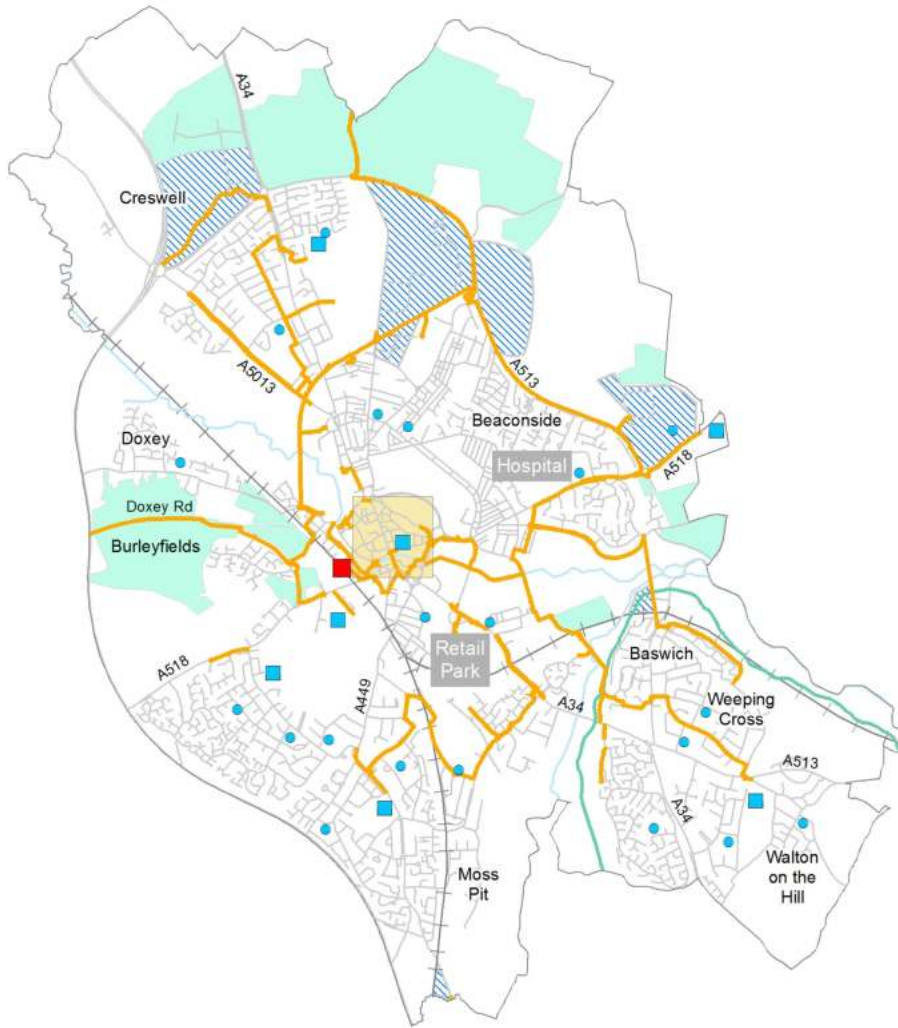 A34
Creswell
A5013
A513
Beaconside
Doxey
Hospital
A518
Doxey Rd
Burleyfields
Retail
Park
Baswich
A518
A449
A34
Weeping
Cross
A513
A34
Moss
Pit
Walton
on the
Hill